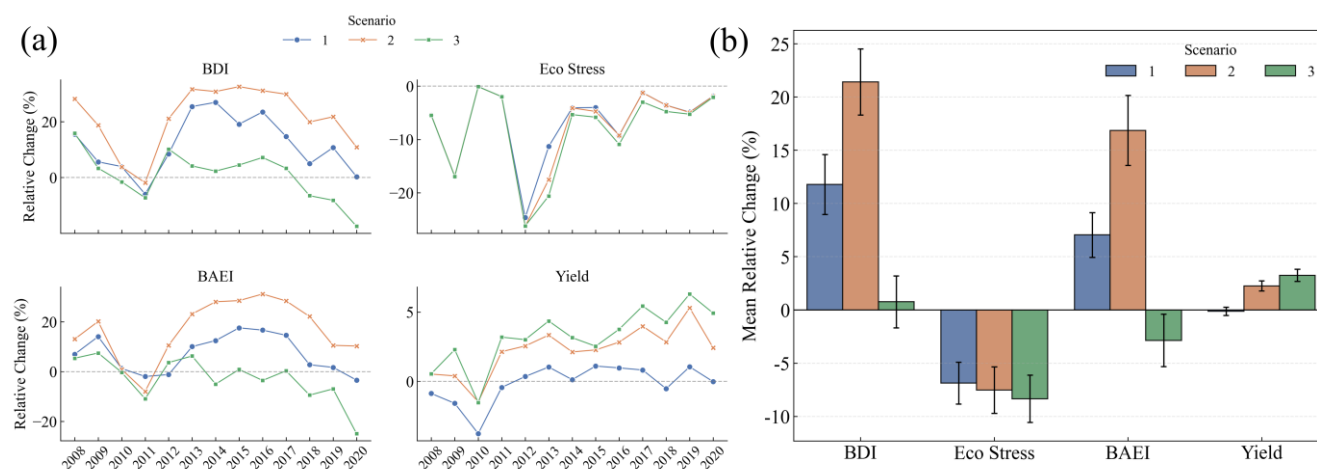 (a)
Scenario
1 2 3
BDI
Relative Change (%)
20
0
Eco Stress
0
−10
−20
BAEI
Relative Change (%)
20
0
−20
2008 2009 2010 2011 2012 2013 2014 2015 2016 2017 2018 2019 2020
Yield
5
0
2008 2009 2010 2011 2012 2013 2014 2015 2016 2017 2018 2019 2020
(b)
Scenario
1 2 3
Mean Relative Change (%)
25
20
15
10
5
0
-5
-10
BDI Eco Stress BAEI Yield